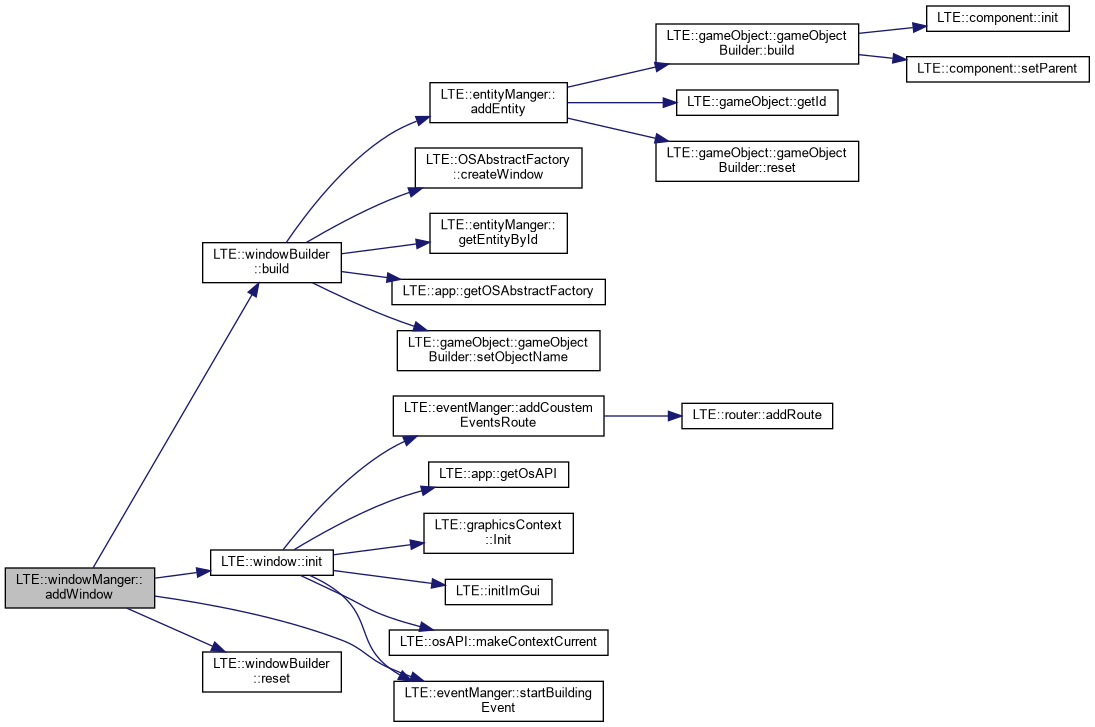 LTE::component::init
LTE::gameObject::gameObject
Builder::build
LTE::component::setParent
LTE::entityManger::
addEntity
LTE::gameObject::getId
LTE::gameObject::gameObject
Builder::reset
LTE::OSAbstractFactory
::createWindow
LTE::entityManger::
getEntityById
LTE::windowBuilder
::build
LTE::app::getOSAbstractFactory
LTE::gameObject::gameObject
Builder::setObjectName
LTE::eventManger::addCoustem
EventsRoute
LTE::router::addRoute
LTE::app::getOsAPI
LTE::graphicsContext
::Init
LTE::window::init
LTE::initImGui
LTE::windowManger::
addWindow
LTE::osAPI::makeContextCurrent
LTE::windowBuilder
::reset
LTE::eventManger::startBuilding
Event